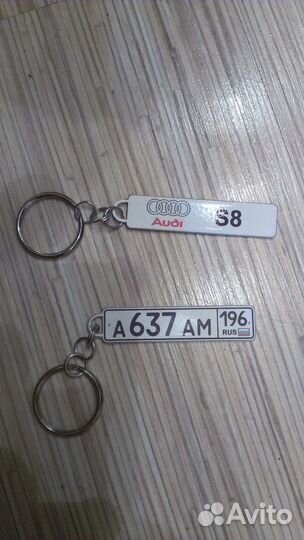 Audi
S8
А 637 АМ
196
RUS
Avito